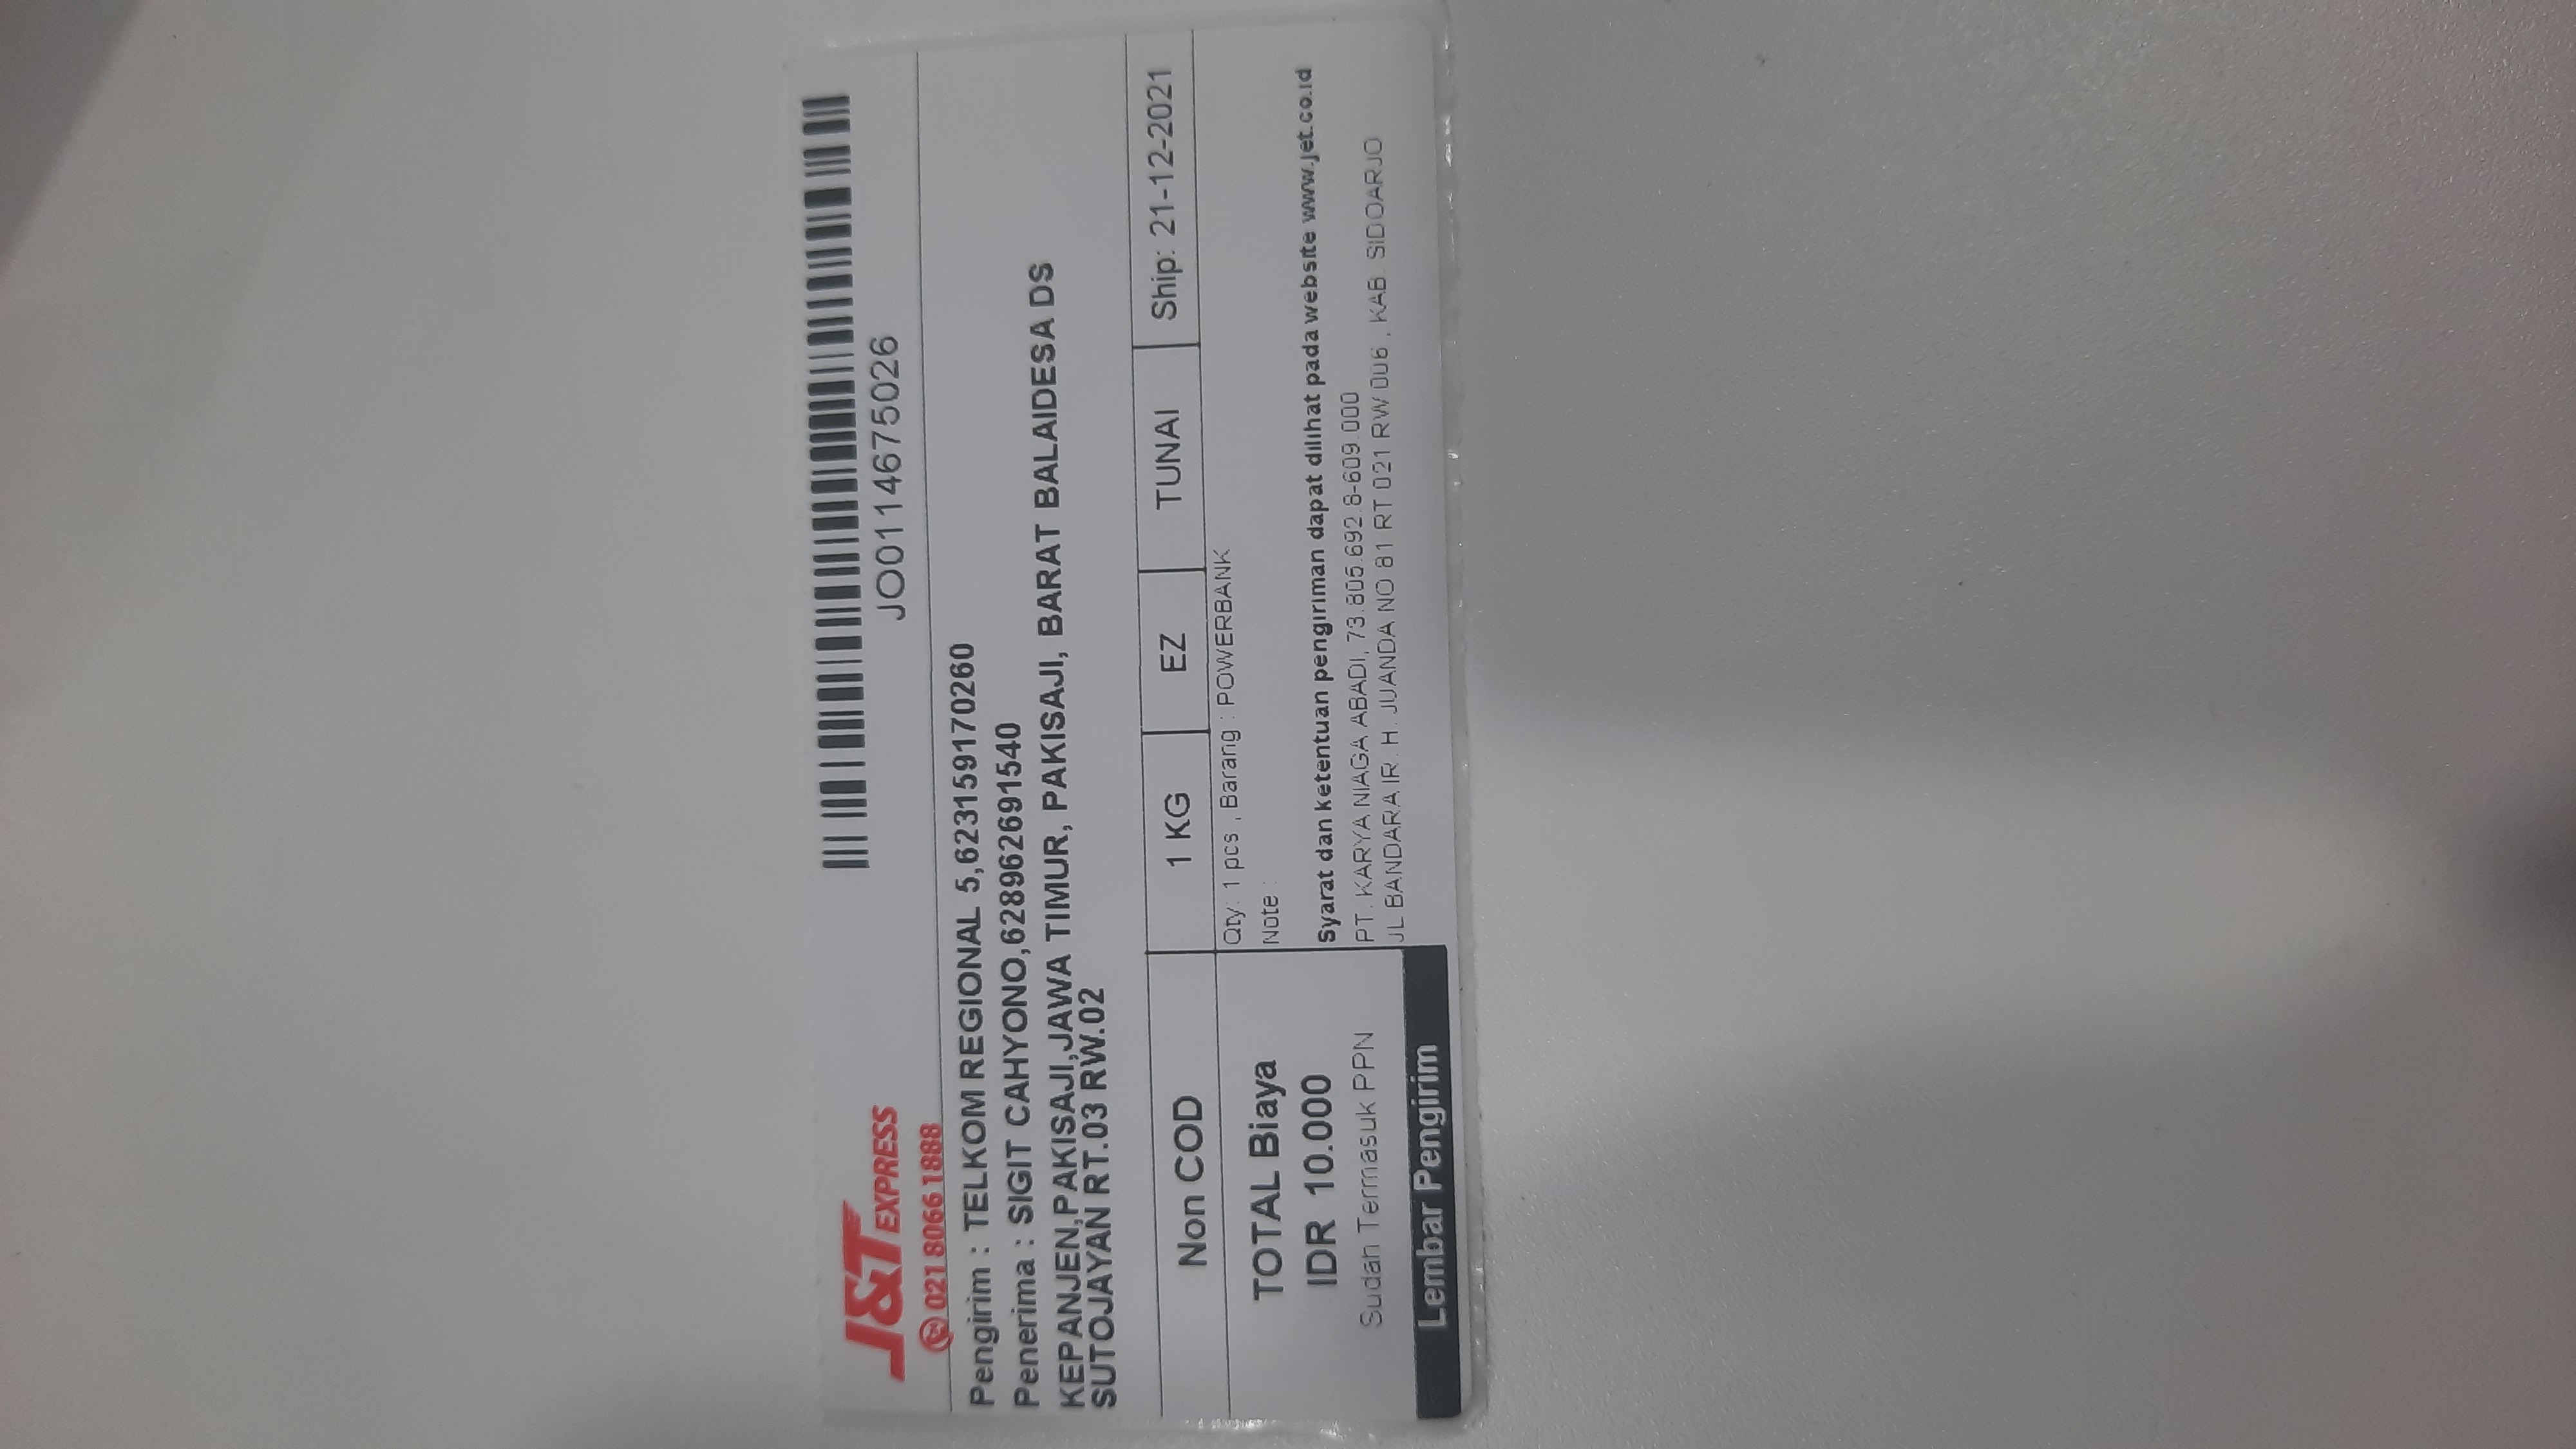 J&T EXPRESS
021 8066 1888
JO0114675026
Pengirim : TELKOM REGIONAL 5,623159170260
Penerima : SIGIT CAHYONO,628962691540
KEPANJEN,PAKISAJI,JAWA TIMUR, PAKISAJI, BARAT BALAIDESA DS
SUTOJAYAN RT.03 RW.02
Non COD
1 KG
EZ
TUNAI
Ship: 21-12-2021
TOTAL Biaya
IDR 10.000
Sudah Termasuk PPN
Lembar Pengirim
Qty: 1 pcs , Barang : POWERBANK
Note :
Syarat dan ketentuan pengiriman dapat dilihat pada website www.jet.co.id
PT. KARYA NIAGA ABADI, 73.805.692.8-609.000
JL BANDARA IR. H. JUANDA NO 81 RT 021 RW 006 , KAB. SIDOARJO